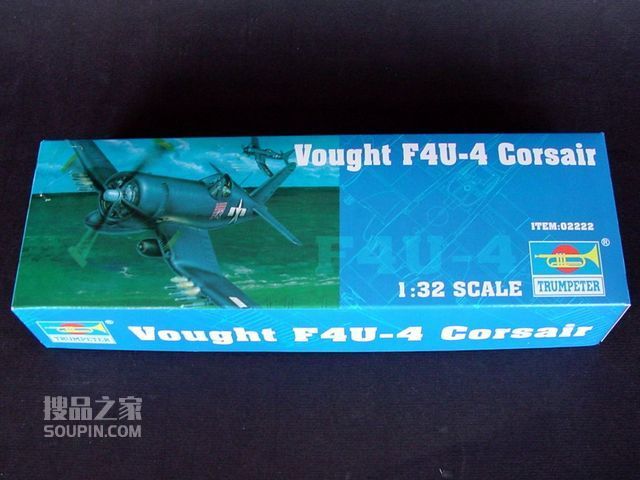 Vought F4U-4 Corsair
ITEM:02222
F4U-4
1:32 SCALE
TRUMPETER
®
TRUMPETER
Vought F4U-4 Corsair
搜品之家
SOUPIN.COM